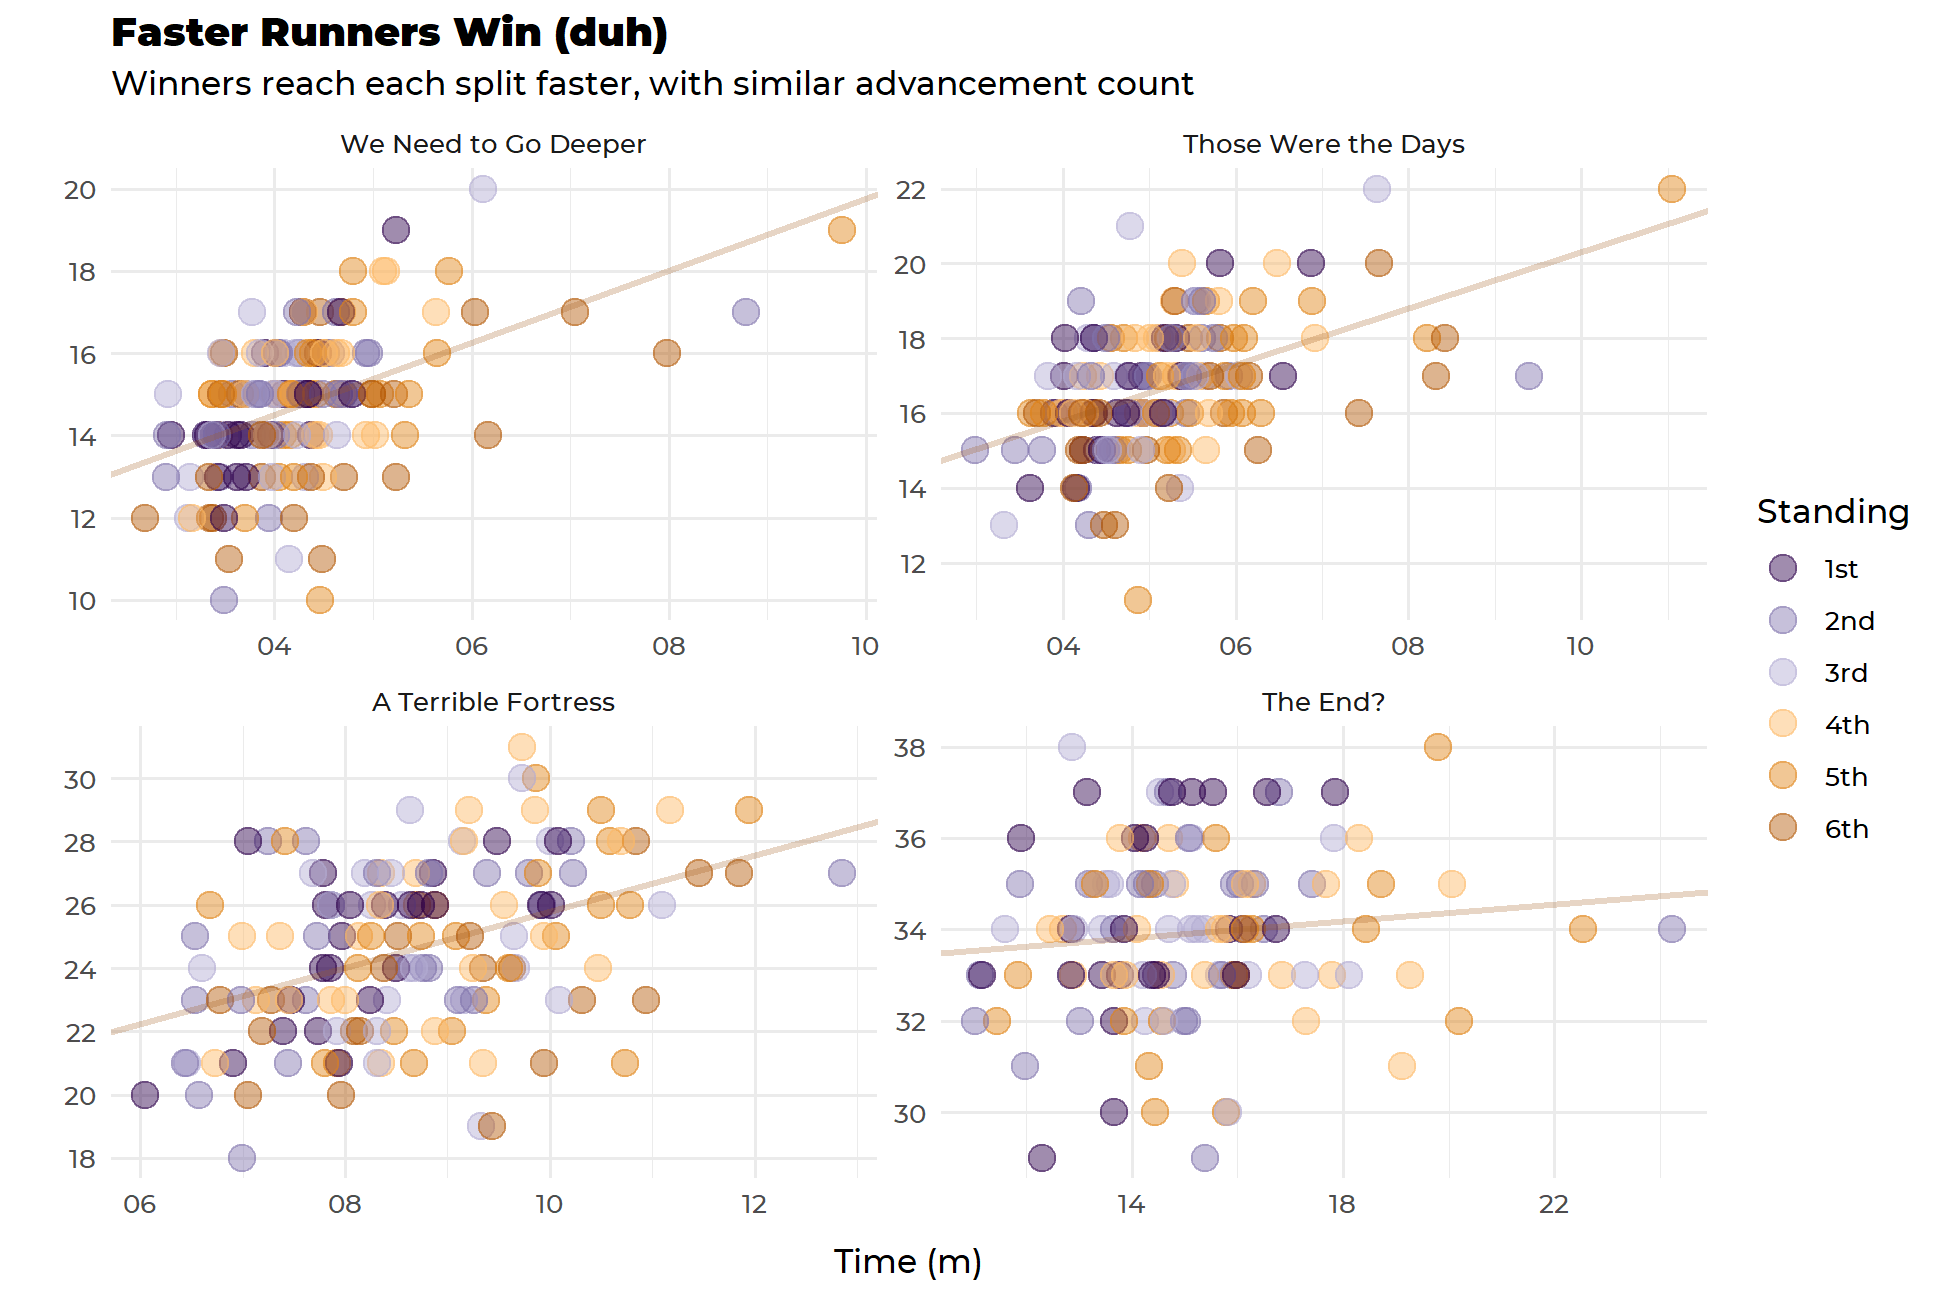 Faster Runners Win (duh)
Winners reach each split faster, with similar advancement count
We Need to Go Deeper
20
18
16
14
12
10
04 06 08 10
Those Were the Days
22
20
18
16
14
12
04 06 08 10
A Terrible Fortress
30
28
26
24
22
20
18
06 08 10 12
The End?
38
36
34
32
30
14 18 22
Time (m)
Standing
1st
2nd
3rd
4th
5th
6th